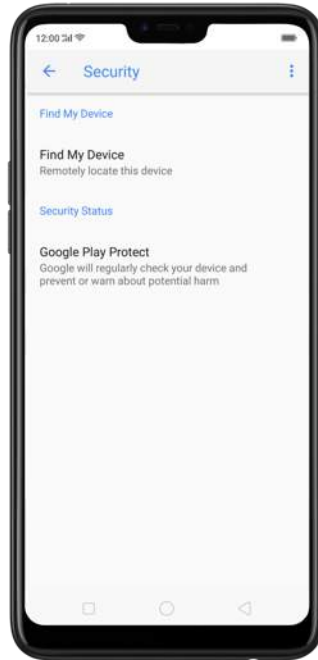 12:00
Security
Find My Device
Find My Device
Remotely locate this device
Security Status
Google Play Protect
Google will regularly check your device and
prevent or warn about potential harm